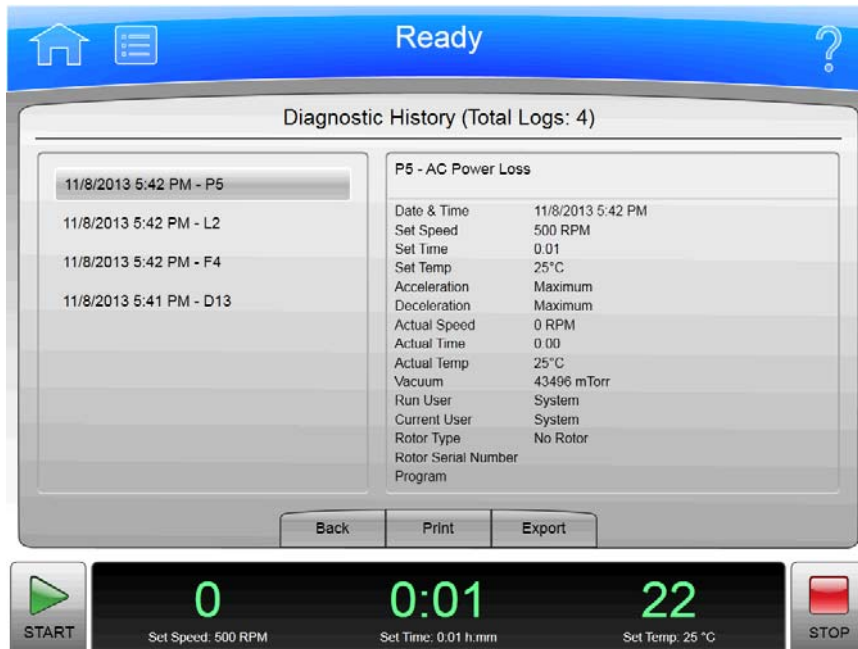 Ready
Diagnostic History (Total Logs: 4)
11/8/2013 5:42 PM - P5
11/8/2013 5:42 PM - L2
11/8/2013 5:42 PM - F4
11/8/2013 5:41 PM - D13
P5 - AC Power Loss
Date & Time 11/8/2013 5:42 PM
Set Speed 500 RPM
Set Time 0:01
Set Temp 25°C
Acceleration Maximum
Deceleration Maximum
Actual Speed 0 RPM
Actual Time 0:00
Actual Temp 25°C
Vacuum 43496 mTorr
Run User System
Current User System
Rotor Type No Rotor
Rotor Serial Number
Program
Back Print Export
START
0 0:01 22
Set Speed: 500 RPM Set Time: 0:01 h:mm Set Temp: 25 °C
STOP